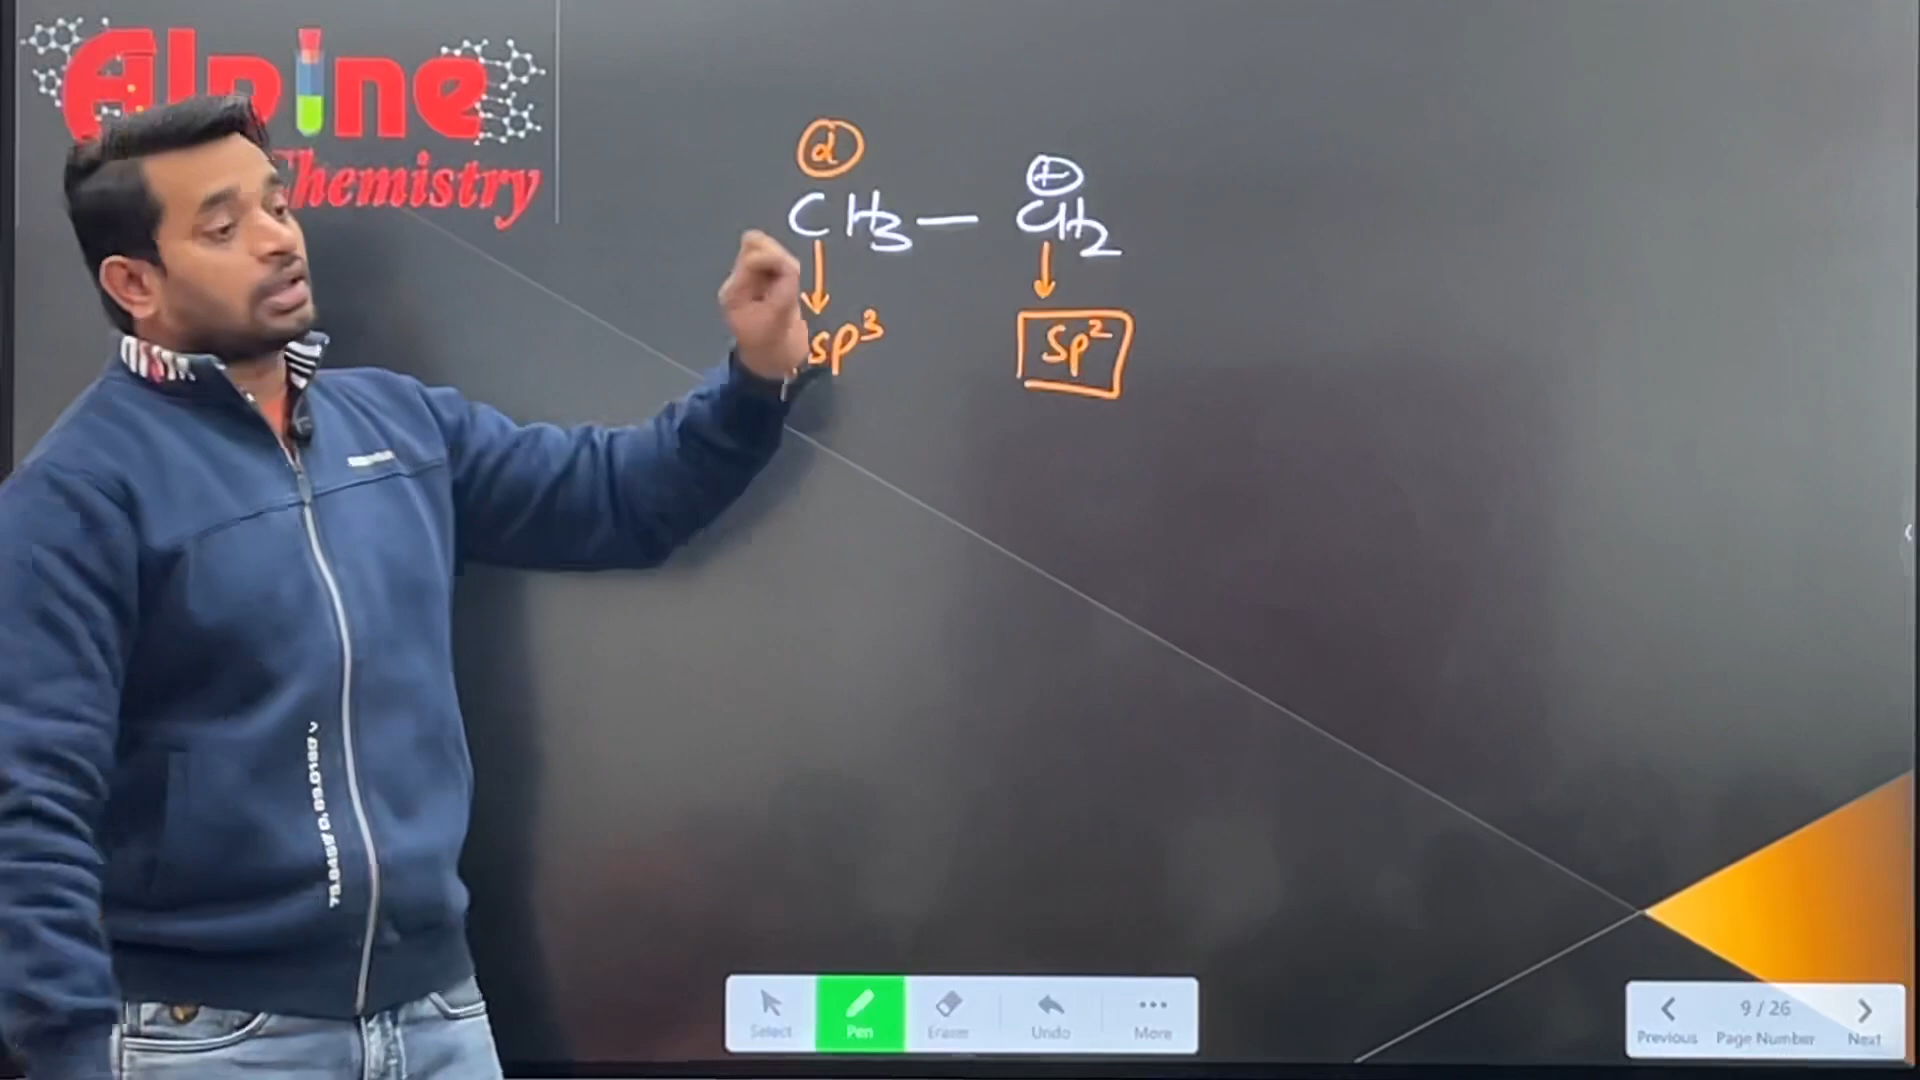 Alpine
Chemistry
α
+
CH3 — CH2
↓ ↓
sp³ sp²
Select Pen Eraser Undo More
9 / 26
Previous Page Number Next